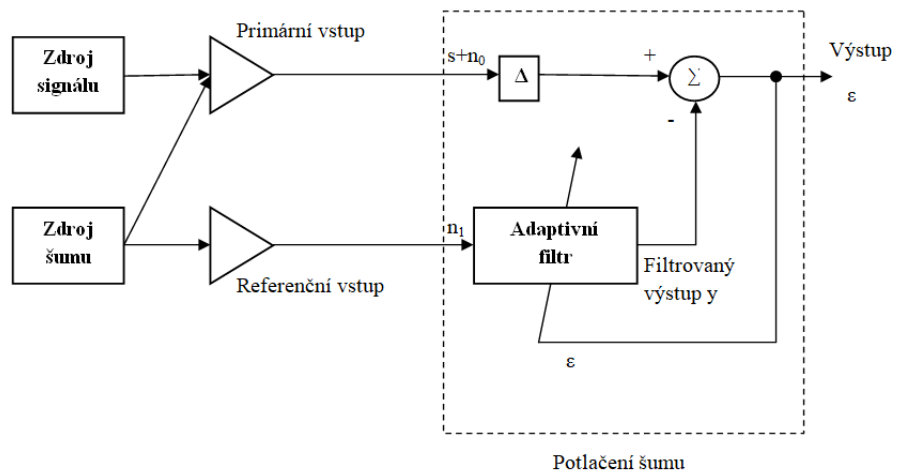 Primární vstup
Zdroj
signálu
s+n₀
Δ
+
Σ
-
Výstup
ε
Zdroj
šumu
Referenční vstup
n₁
Adaptivní
filtr
Filtrovaný
výstup y
ε
Potlačení šumu